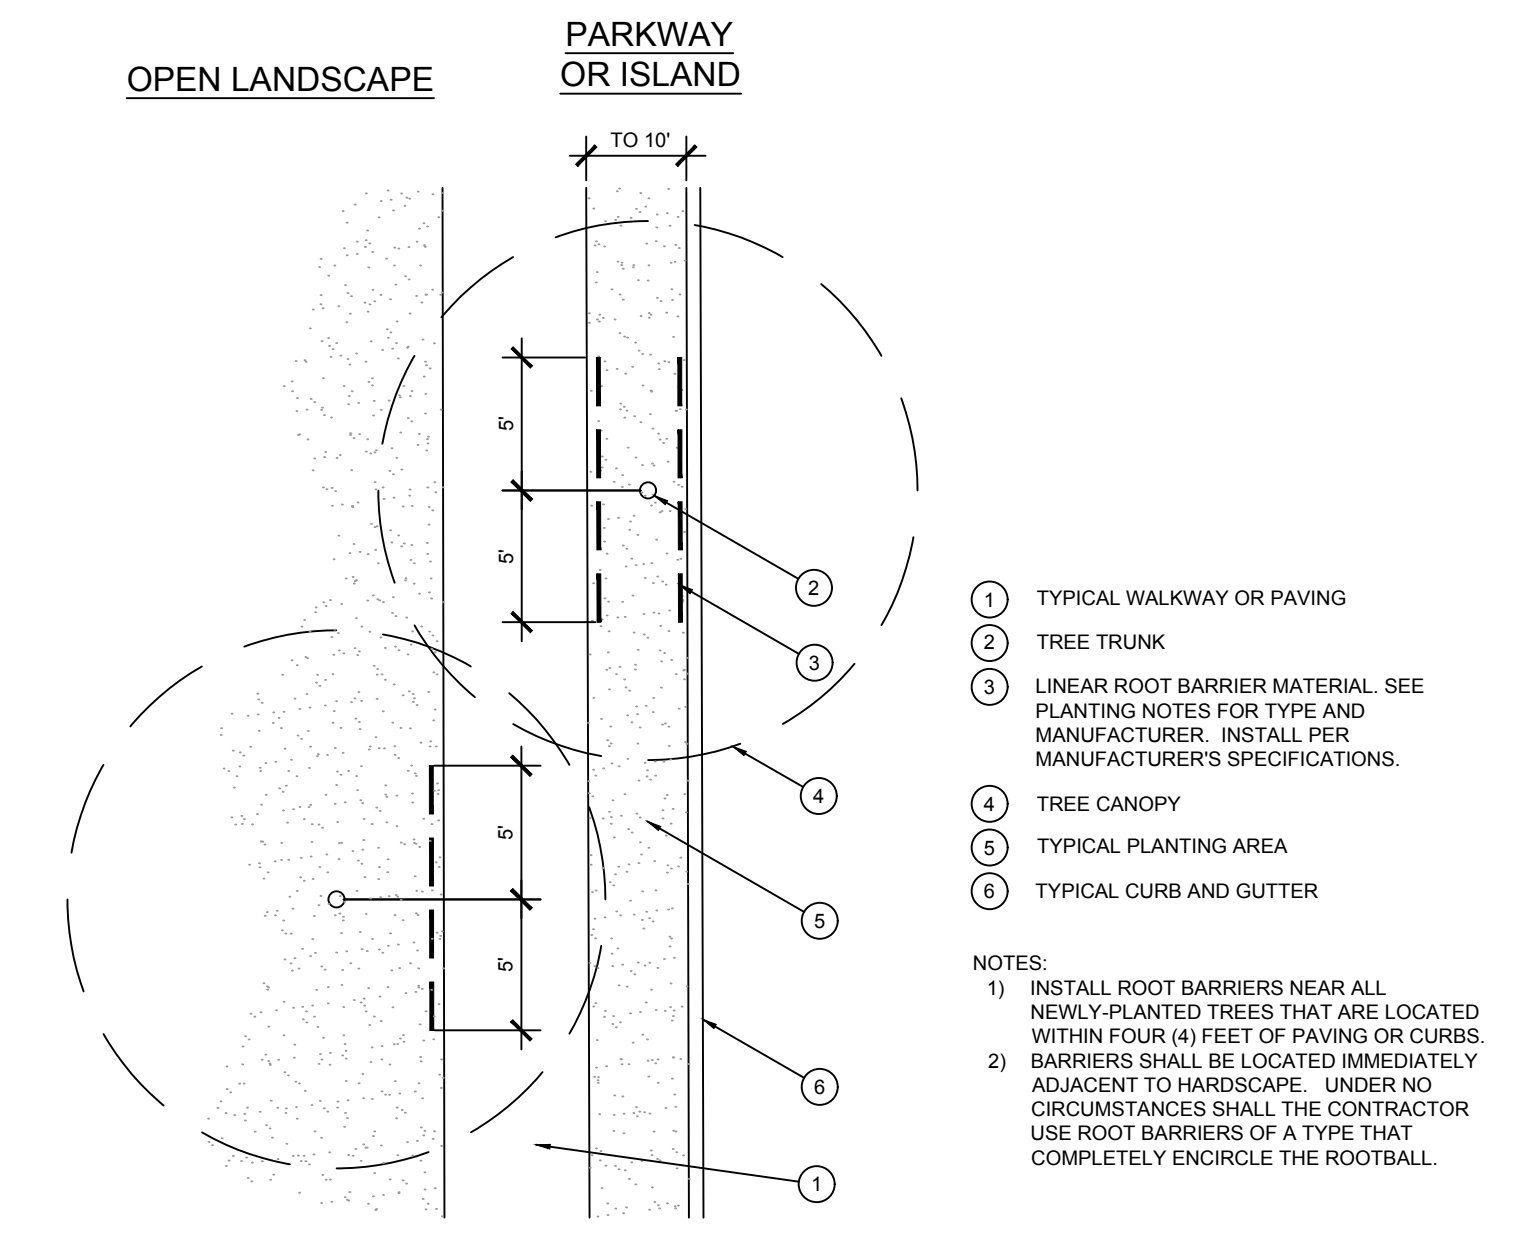 OPEN LANDSCAPE
PARKWAY
OR ISLAND
TO 10'
5'
5'
5'
5'
2
3
4
5
6
1
1 TYPICAL WALKWAY OR PAVING
2 TREE TRUNK
3 LINEAR ROOT BARRIER MATERIAL. SEE
PLANTING NOTES FOR TYPE AND
MANUFACTURER. INSTALL PER
MANUFACTURER'S SPECIFICATIONS.
4 TREE CANOPY
5 TYPICAL PLANTING AREA
6 TYPICAL CURB AND GUTTER
NOTES:
1) INSTALL ROOT BARRIERS NEAR ALL
NEWLY-PLANTED TREES THAT ARE LOCATED
WITHIN FOUR (4) FEET OF PAVING OR CURBS.
2) BARRIERS SHALL BE LOCATED IMMEDIATELY
ADJACENT TO HARDSCAPE. UNDER NO
CIRCUMSTANCES SHALL THE CONTRACTOR
USE ROOT BARRIERS OF A TYPE THAT
COMPLETELY ENCIRCLE THE ROOTBALL.